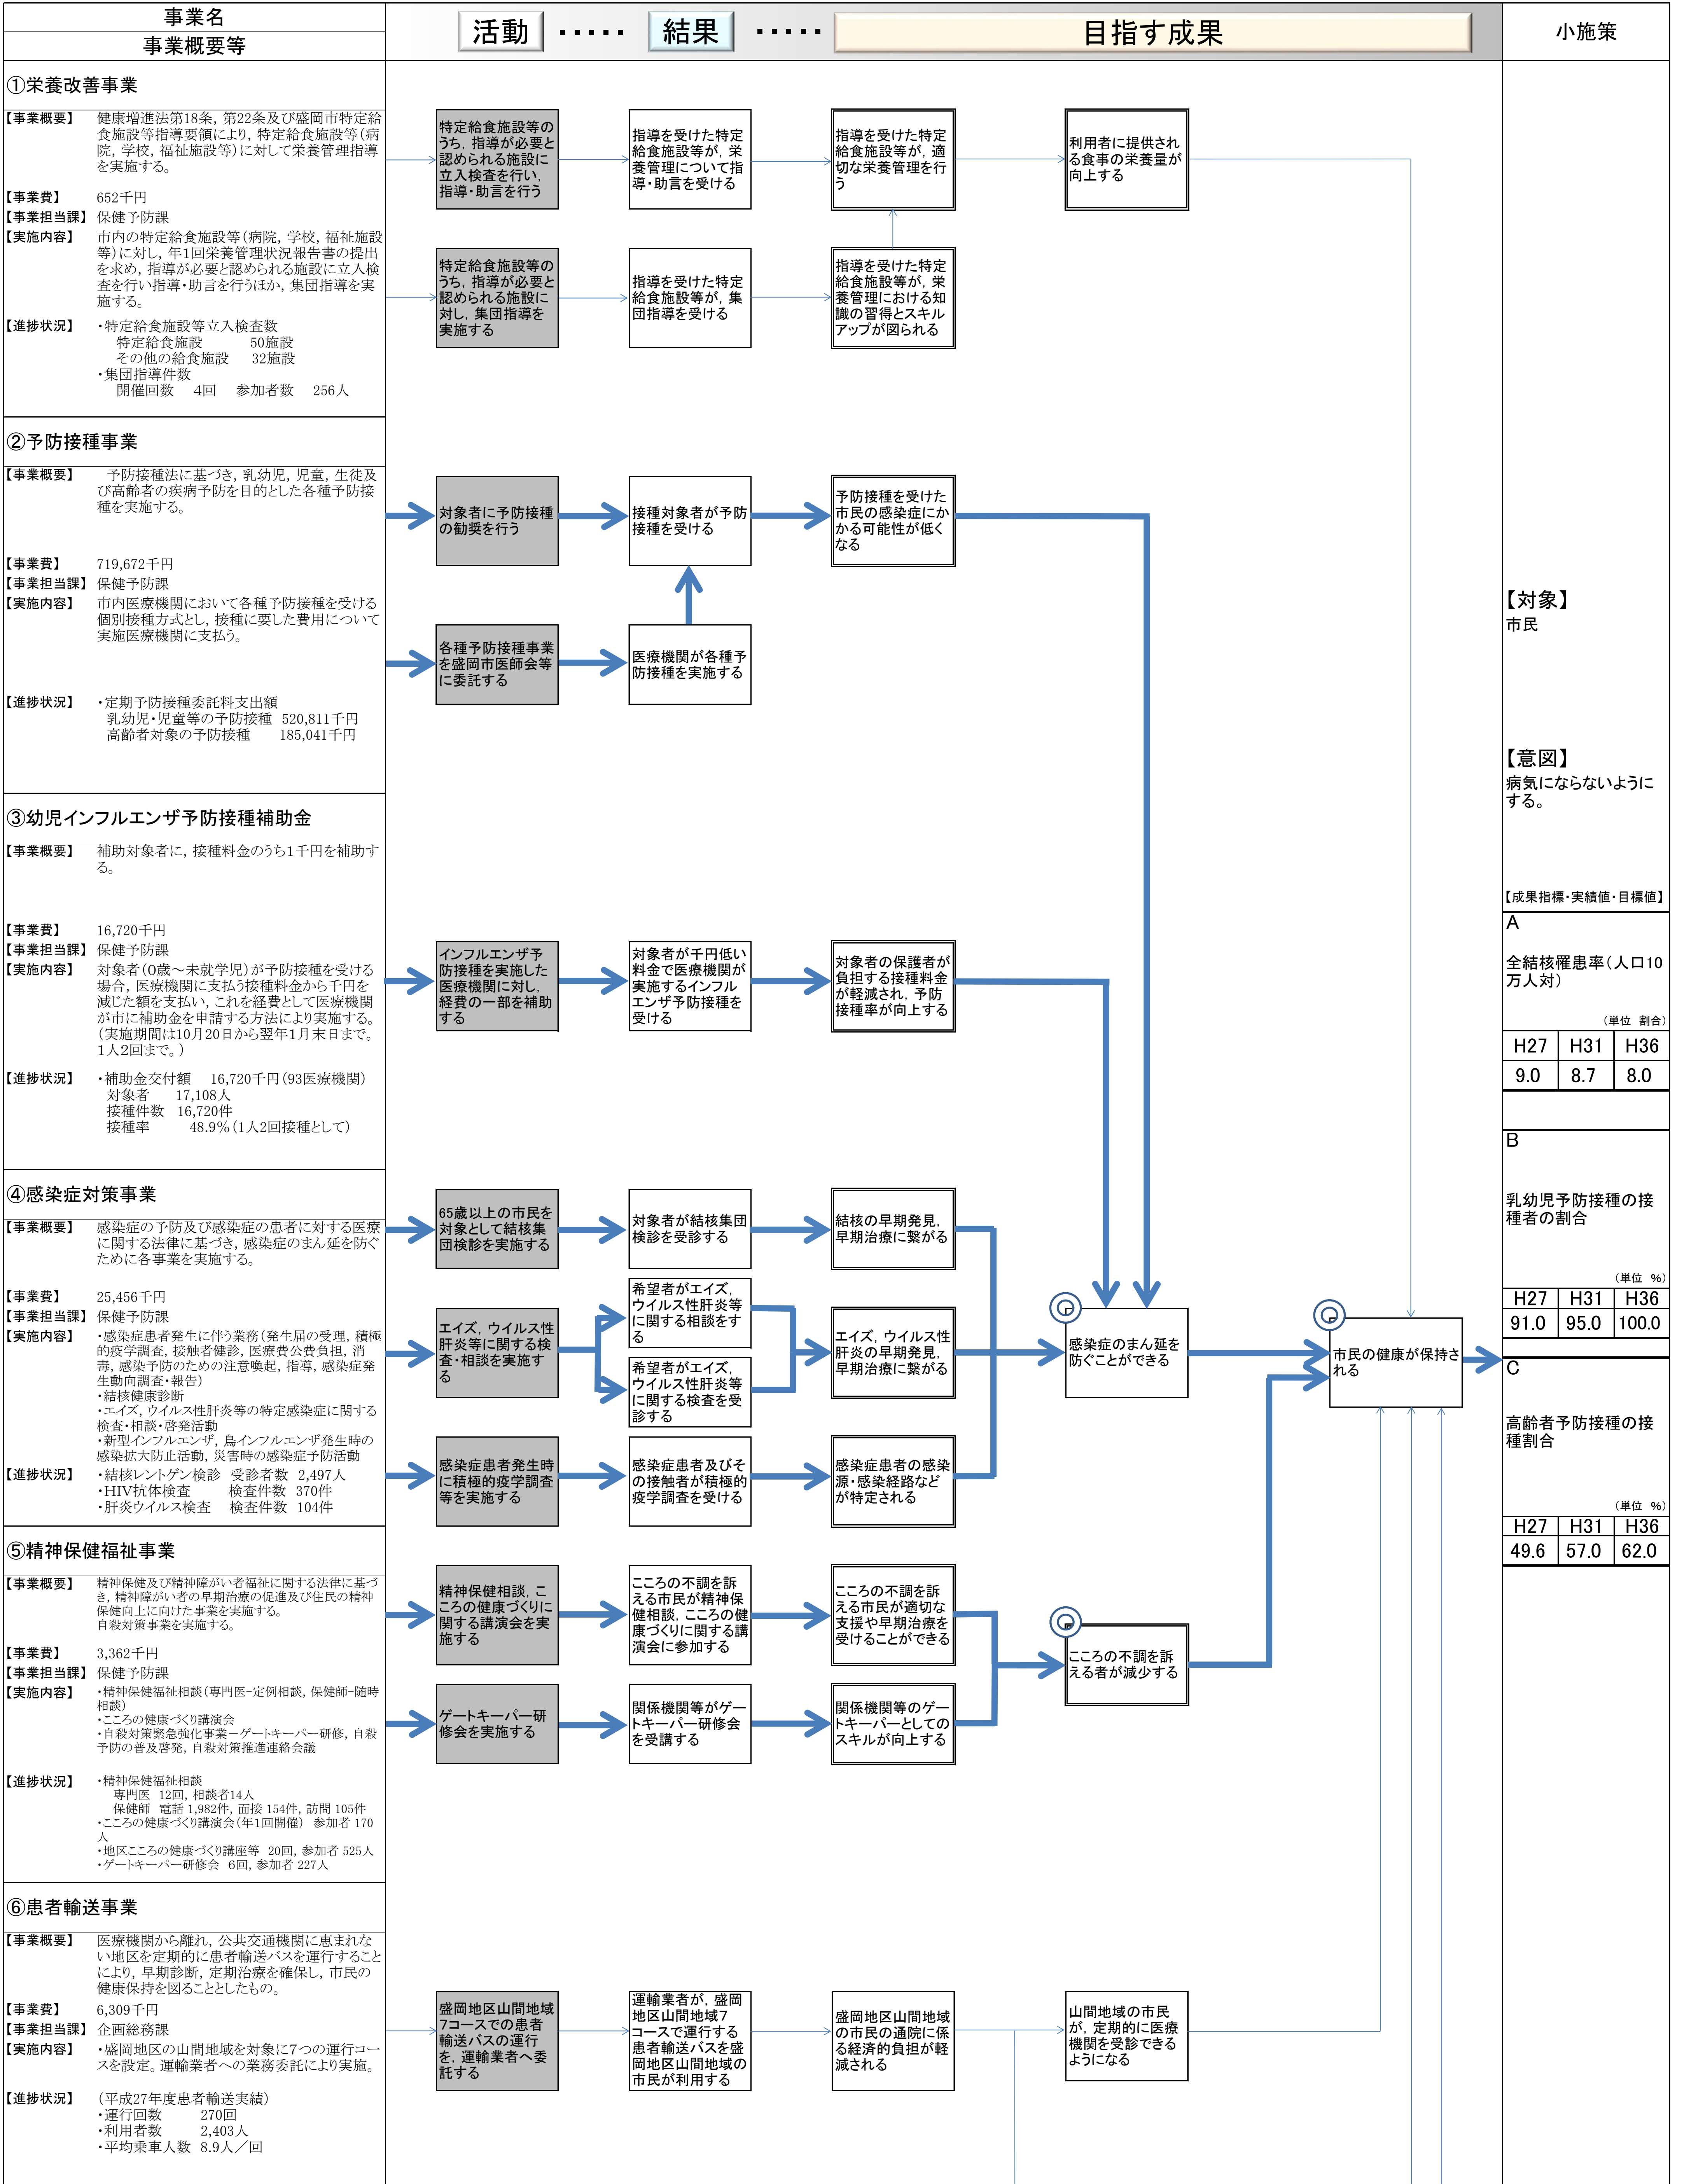 事業名
事業概要等
活動 ・・・・・ 結果 ・・・・・ 目指す成果
小施策
①栄養改善事業
【事業概要】 健康増進法第18条，第22条及び盛岡市特定給
食施設等指導要領により，特定給食施設等（病
院，学校，福祉施設等）に対して栄養管理指導
を実施する。
【事業費】 652千円
【事業担当課】 保健予防課
【実施内容】 市内の特定給食施設等（病院，学校，福祉施設
等）に対し，年1回栄養管理状況報告書の提出
を求め，指導が必要と認められる施設に立入検
査を行い指導・助言を行うほか，集団指導を実
施する。
【進捗状況】 ・特定給食施設等立入検査数
特定給食施設 50施設
その他の給食施設 32施設
・集団指導件数
開催回数 4回 参加者数 256人
特定給食施設等の
うち，指導が必要と
認められる施設に
立入検査を行い，
指導・助言を行う
指導を受けた特定
給食施設等が，栄
養管理について指
導・助言を受ける
指導を受けた特定
給食施設等が，適
切な栄養管理を行
う
利用者に提供され
る食事の栄養量が
向上する
特定給食施設等の
うち，指導が必要と
認められる施設に
対し，集団指導を
実施する
指導を受けた特定
給食施設等が，集
団指導を受ける
指導を受けた特定
給食施設等が，栄
養管理における知
識の習得とスキル
アップが図られる
②予防接種事業
【事業概要】 予防接種法に基づき，乳幼児，児童，生徒及
び高齢者の疾病予防を目的とした各種予防接
種を実施する。
【事業費】 719,672千円
【事業担当課】 保健予防課
【実施内容】 市内医療機関において各種予防接種を受ける
個別接種方式とし，接種に要した費用について
実施医療機関に支払う。
【進捗状況】 ・定期予防接種委託料支出額
乳幼児・児童等の予防接種 520,811千円
高齢者対象の予防接種 185,041千円
対象者に予防接種
の勧奨を行う
接種対象者が予防
接種を受ける
予防接種を受けた
市民の感染症にか
かる可能性が低く
なる
各種予防接種事業
を盛岡市医師会等
に委託する
医療機関が各種予
防接種を実施する
③幼児インフルエンザ予防接種補助金
【事業概要】 補助対象者に，接種料金のうち1千円を補助す
る。
【事業費】 16,720千円
【事業担当課】 保健予防課
【実施内容】 対象者（0歳～未就学児）が予防接種を受ける
場合，医療機関に支払う接種料金から千円を
減じた額を支払い，これを経費として医療機関
が市に補助金を申請する方法により実施する。
（実施期間は10月20日から翌年1月末日まで。
1人2回まで。）
【進捗状況】 ・補助金交付額 16,720千円（93医療機関）
対象者 17,108人
接種件数 16,720件
接種率 48.9％（1人2回接種として）
インフルエンザ予
防接種を実施した
医療機関に対し，
経費の一部を補助
する
対象者が千円低い
料金で医療機関が
実施するインフル
エンザ予防接種を
受ける
対象者の保護者が
負担する接種料金
が軽減され，予防
接種率が向上する
④感染症対策事業
【事業概要】 感染症の予防及び感染症の患者に対する医療
に関する法律に基づき，感染症のまん延を防ぐ
ために各事業を実施する。
【事業費】 25,456千円
【事業担当課】 保健予防課
【実施内容】 ・感染症患者発生に伴う業務（発生届の受理，積極
的疫学調査，接触者健診，医療費公費負担，消
毒，感染予防のための注意喚起，指導，感染症発
生動向調査・報告）
・結核健康診断
・エイズ，ウイルス性肝炎等の特定感染症に関する
検査・相談・啓発活動
・新型インフルエンザ，鳥インフルエンザ発生時の
感染拡大防止活動，災害時の感染症予防活動
【進捗状況】 ・結核レントゲン検診 受診者数 2,497人
・HIV抗体検査 検査件数 370件
・肝炎ウイルス検査 検査件数 104件
65歳以上の市民を
対象として結核集
団検診を実施する
対象者が結核集団
検診を受診する
結核の早期発見，
早期治療に繋がる
エイズ，ウイルス性
肝炎等に関する検
査・相談を実施す
る
希望者がエイズ，
ウイルス性肝炎等
に関する相談をす
る
希望者がエイズ，
ウイルス性肝炎等
に関する検査を受
診する
エイズ，ウイルス性
肝炎の早期発見，
早期治療に繋がる
感染症のまん延を
防ぐことができる
市民の健康が保持さ
れる
感染症患者発生時
に積極的疫学調査
等を実施する
感染症患者及びそ
の接触者が積極的
疫学調査を受ける
感染症患者の感染
源・感染経路など
が特定される
⑤精神保健福祉事業
【事業概要】 精神保健及び精神障がい者福祉に関する法律に基づ
き，精神障がい者の早期治療の促進及び住民の精神
保健向上に向けた事業を実施する。
自殺対策事業を実施する。
【事業費】 3,362千円
【事業担当課】 保健予防課
【実施内容】 ・精神保健福祉相談（専門医-定例相談，保健師-随時
相談）
・こころの健康づくり講演会
・自殺対策緊急強化事業－ゲートキーパー研修，自殺
予防の普及啓発，自殺対策推進連絡会議
【進捗状況】 ・精神保健福祉相談
専門医 12回，相談者14人
保健師 電話 1,982件，面接 154件，訪問 105件
・こころの健康づくり講演会（年1回開催） 参加者 170
人
・地区こころの健康づくり講座等 20回，参加者 525人
・ゲートキーパー研修会 6回，参加者 227人
精神保健相談，こ
ころの健康づくりに
関する講演会を実
施する
こころの不調を訴
える市民が精神保
健相談，こころの健
康づくりに関する講
演会に参加する
こころの不調を訴
える市民が適切な
支援や早期治療を
受けることができる
こころの不調を訴
える者が減少する
ゲートキーパー研
修会を実施する
関係機関等がゲー
トキーパー研修会
を受講する
関係機関等のゲー
トキーパーとしての
スキルが向上する
⑥患者輸送事業
【事業概要】 医療機関から離れ，公共交通機関に恵まれな
い地区を定期的に患者輸送バスを運行すること
により，早期診断，定期治療を確保し，市民の
健康保持を図ることとしたもの。
【事業費】 6,309千円
【事業担当課】 企画総務課
【実施内容】 ・盛岡地区の山間地域を対象に7つの運行コー
スを設定。運輸業者への業務委託により実施。
【進捗状況】 （平成27年度患者輸送実績）
・運行回数 270回
・利用者数 2,403人
・平均乗車人数 8.9人／回
盛岡地区山間地域
7コースでの患者
輸送バスの運行
を，運輸業者へ委
託する
運輸業者が，盛岡
地区山間地域7
コースで運行する
患者輸送バスを盛
岡地区山間地域の
市民が利用する
盛岡地区山間地域
の市民の通院に係
る経済的負担が軽
減される
山間地域の市民
が，定期的に医療
機関を受診できる
ようになる
【対象】
市民
【意図】
病気にならないように
する。
【成果指標・実績値・目標値】
A
全結核罹患率（人口10
万人対）
（単位 割合）
H27 H31 H36
9.0 8.7 8.0
B
乳幼児予防接種の接
種者の割合
（単位 %）
H27 H31 H36
91.0 95.0 100.0
C
高齢者予防接種の接
種割合
（単位 %）
H27 H31 H36
49.6 57.0 62.0